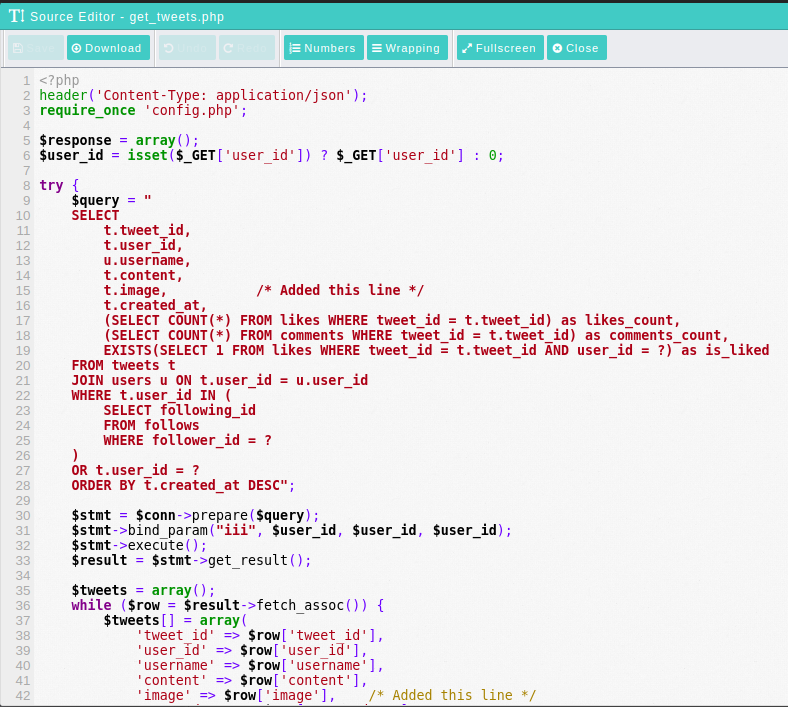 Source Editor - get_tweets.php
Download Numbers Wrapping Fullscreen Close
1 <?php
2 header('Content-Type: application/json');
3 require_once 'config.php';
4
5 $response = array();
6 $user_id = isset($_GET['user_id']) ? $_GET['user_id'] : 0;
7
8 try {
9     $query = "
10     SELECT
11         t.tweet_id,
12         t.user_id,
13         u.username,
14         t.content,
15         t.image,           /* Added this line */
16         t.created_at,
17         (SELECT COUNT(*) FROM likes WHERE tweet_id = t.tweet_id) as likes_count,
18         (SELECT COUNT(*) FROM comments WHERE tweet_id = t.tweet_id) as comments_count,
19         EXISTS(SELECT 1 FROM likes WHERE tweet_id = t.tweet_id AND user_id = ?) as is_liked
20     FROM tweets t
21     JOIN users u ON t.user_id = u.user_id
22     WHERE t.user_id IN (
23         SELECT following_id
24         FROM follows
25         WHERE follower_id = ?
26     )
27     OR t.user_id = ?
28     ORDER BY t.created_at DESC";
29
30     $stmt = $conn->prepare($query);
31     $stmt->bind_param("iii", $user_id, $user_id, $user_id);
32     $stmt->execute();
33     $result = $stmt->get_result();
34
35     $tweets = array();
36     while ($row = $result->fetch_assoc()) {
37         $tweets[] = array(
38             'tweet_id' => $row['tweet_id'],
39             'user_id' => $row['user_id'],
40             'username' => $row['username'],
41             'content' => $row['content'],
42             'image' => $row['image'],    /* Added this line */